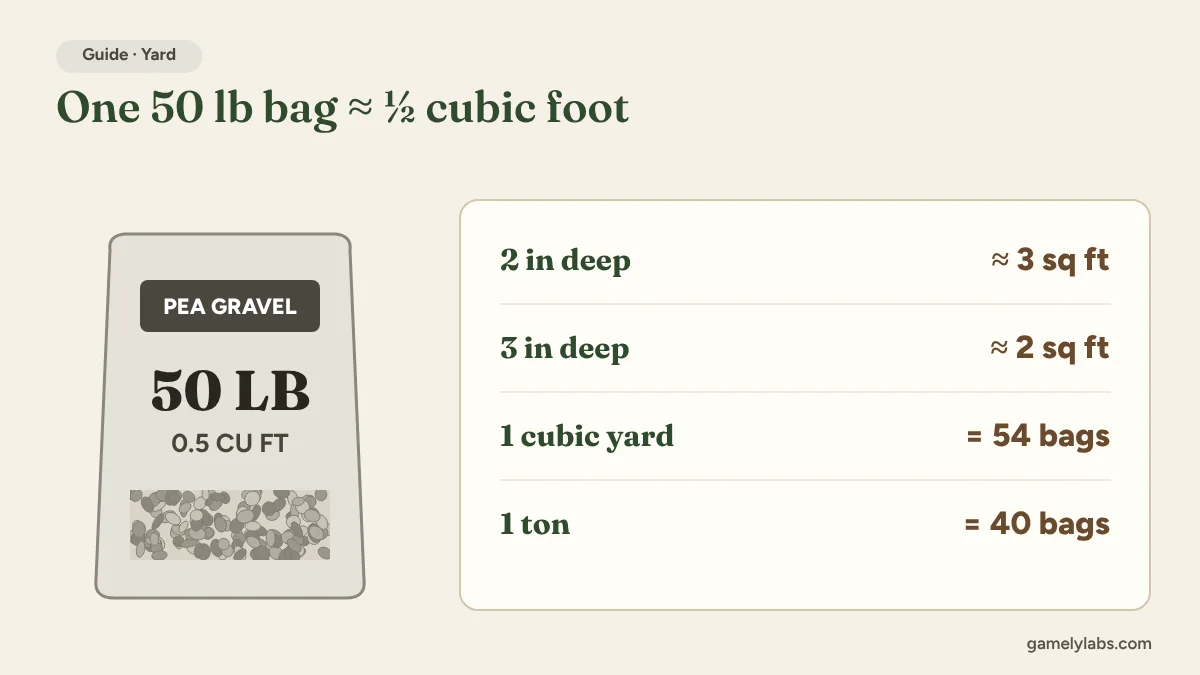 Guide · Yard
One 50 lb bag ≈ ½ cubic foot
PEA GRAVEL
50 LB
0.5 CU FT
2 in deep ≈ 3 sq ft
3 in deep ≈ 2 sq ft
1 cubic yard = 54 bags
1 ton = 40 bags
gamelylabs.com